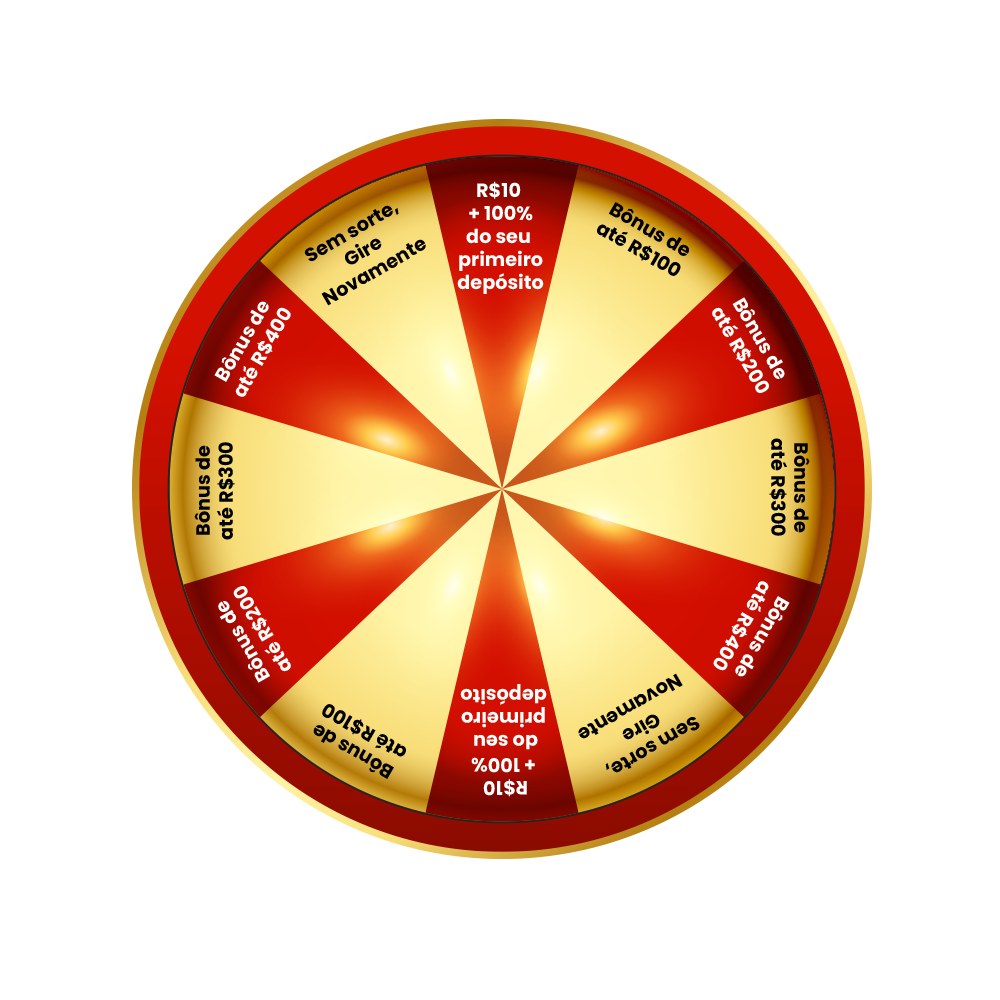 R$10
+ 100%
do seu
primeiro
depósito
Bônus de
até R$100
Bônus de
até R$200
Bônus de
até R$300
Bônus de
até R$400
Sem sorte,
Gire
Novamente
R$10
+ 100%
do seu
primeiro
depósito
Bônus de
até R$100
Bônus de
até R$200
Bônus de
até R$300
Bônus de
até R$400
Sem sorte,
Gire
Novamente